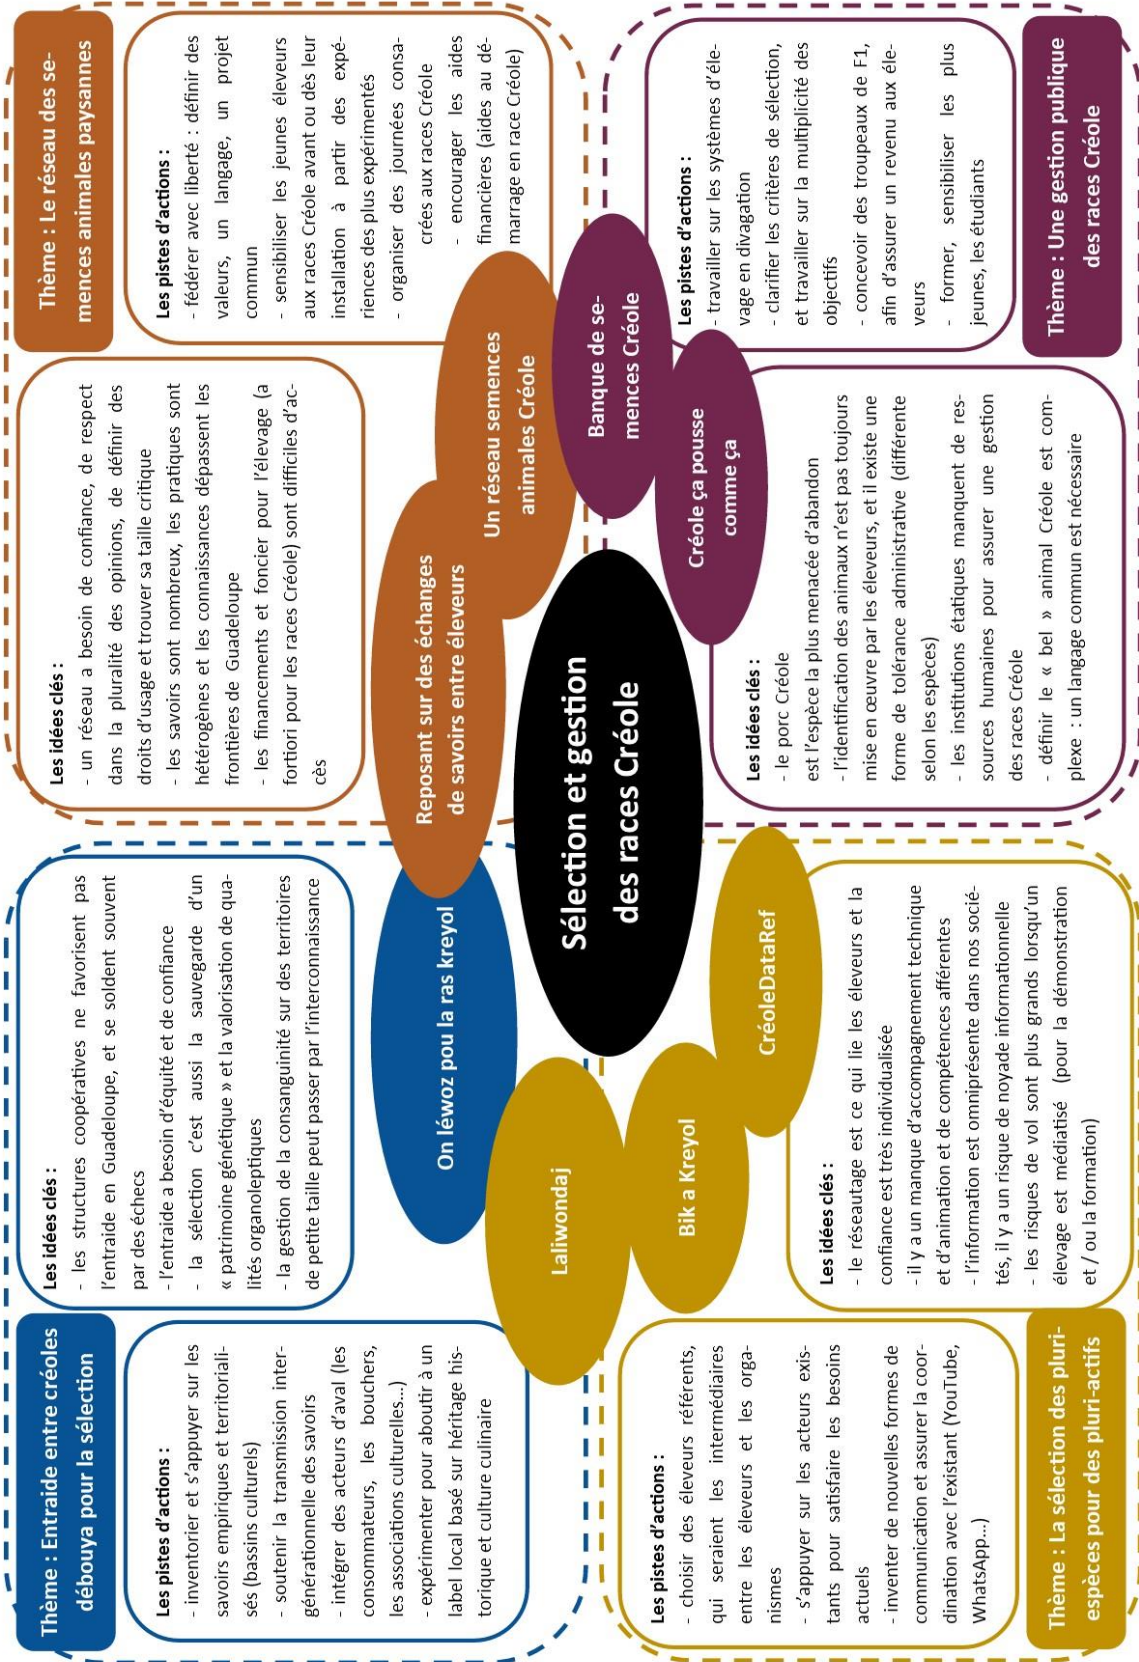 Thème : Entraide entre créoles
débouya pour la sélection
Les pistes d'actions :
- inventorier et s'appuyer sur les
savoirs empiriques et territoriali-
sés (bassins culturels)
- soutenir la transmission inter-
générationnelle des savoirs
- intégrer des acteurs d'aval (les
consommateurs, les bouchers,
les associations culturelles...)
- expérimenter pour aboutir à un
label local basé sur héritage his-
torique et culture culinaire
Les idées clés :
- les structures coopératives ne favorisent pas
l'entraide en Guadeloupe, et se soldent souvent
par des échecs
- l'entraide a besoin d'équité et de confiance
- la sélection c'est aussi la sauvegarde d'un
« patrimoine génétique » et la valorisation de qua-
lités organoleptiques
- la gestion de la consanguinité sur des territoires
de petite taille peut passer par l'interconnaissance
On léwoz pou la ras kreyol
Thème : Le réseau des se-
mences animales paysannes
Les idées clés :
- un réseau a besoin de confiance, de respect
dans la pluralité des opinions, de définir des
droits d'usage et trouver sa taille critique
- les savoirs sont nombreux, les pratiques sont
hétérogènes et les connaissances dépassent les
frontières de Guadeloupe
- les financements et foncier pour l'élevage (a
fortiori pour les races Créole) sont difficiles d'ac-
cès
Les pistes d'actions :
- fédérer avec liberté : définir des
valeurs, un langage, un projet
commun
- sensibiliser les jeunes éleveurs
aux races Créole avant ou dès leur
installation à partir des expé-
riences des plus expérimentés
- organiser des journées consa-
crées aux races Créole
- encourager les aides
financières (aides au dé-
marrage en race Créole)
Reposant sur des échanges
de savoirs entre éleveurs
Un réseau semences
animales Créole
Sélection et gestion
des races Créole
Laliwondaj
Bik a Kreyol
CréoleDataRef
Les pistes d'actions :
- choisir des éleveurs référents,
qui seraient les intermédiaires
entre les éleveurs et les orga-
nismes
- s'appuyer sur les acteurs exis-
tants pour satisfaire les besoins
actuels
- inventer de nouvelles formes de
communication et assurer la coor-
dination avec l'existant (YouTube,
WhatsApp...)
Les idées clés :
- le réseautage est ce qui lie les éleveurs et la
confiance est très individualisée
- il y a un manque d'accompagnement technique
et d'animation et de compétences afférentes
- l'information est omniprésente dans nos socié-
tés, il y a un risque de noyade informationnelle
- les risques de vol sont plus grands lorsqu'un
élevage est médiatisé (pour la démonstration
et / ou la formation)
Thème : La sélection des pluri-
espèces pour des pluri-actifs
Banque de se-
mences Créole
Créole ça pousse
comme ça
Les idées clés :
- le porc Créole
est l'espèce la plus menacée d'abandon
- l'identification des animaux n'est pas toujours
mise en œuvre par les éleveurs, et il existe une
forme de tolérance administrative (différente
selon les espèces)
- les institutions étatiques manquent de res-
sources humaines pour assurer une gestion
des races Créole
- définir le « bel » animal Créole est com-
plexe : un langage commun est nécessaire
Les pistes d'actions :
- travailler sur les systèmes d'éle-
vage en divagation
- clarifier les critères de sélection,
et travailler sur la multiplicité des
objectifs
- concevoir des troupeaux de F1,
afin d'assurer un revenu aux éle-
veurs
- former, sensibiliser les plus
jeunes, les étudiants
Thème : Une gestion publique
des races Créole